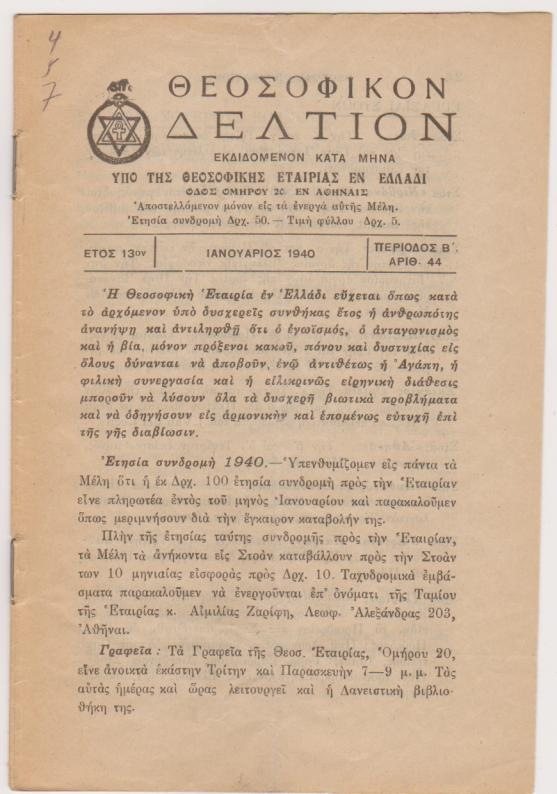 4
5
7
ΘΕΟΣΟΦΙΚΟΝ
ΔΕΛΤΙΟΝ
ΕΚΔΙΔΟΜΕΝΟΝ ΚΑΤΑ ΜΗΝΑ
ΥΠΟ ΤΗΣ ΘΕΟΣΟΦΙΚΗΣ ΕΤΑΙΡΙΑΣ ΕΝ ΕΛΛΑΔΙ
ΟΔΟΣ ΟΜΗΡΟΥ 20. ΕΝ ΑΘΗΝΑΙΣ
Ἀποστελλόμενον μόνον εἰς τὰ ἐνεργά αὐτῆς Μέλη.
Ἐτησία συνδρομὴ Δρχ. 50.— Τιμὴ φύλλου Δρχ. 5.
ΕΤΟΣ 13ον
ΙΑΝΟΥΑΡΙΟΣ 1940
ΠΕΡΙΟΔΟΣ Β΄.
ΑΡΙΘ. 44
Ἡ Θεοσοφικὴ Ἑταιρία ἐν Ἑλλάδι εὔχεται ὅπως κατὰ
τὸ ἀρχόμενον ὑπὸ δυσχερεῖς συνθήκας ἔτος ἡ ἀνθρωπότης
ἀνανήψῃ καὶ ἀντιληφθῇ ὅτι ὁ ἐγωϊσμός, ὁ ἀνταγωνισμὸς
καὶ ἡ βία, μόνον πρόξενοι κακοῦ, πόνου καὶ δυστυχίας εἰς
ὅλους δύνανται νὰ ἀποβοῦν, ἐνῷ ἀντιθέτως ἡ Ἀγάπη, ἡ
φιλικὴ συνεργασία καὶ ἡ εἰλικρινῶς εἰρηνικὴ διάθεσις
μποροῦν νὰ λύσουν ὅλα τὰ δυσχερῆ βιωτικὰ προβλήματα
καὶ νὰ ὁδηγήσουν εἰς ἁρμονικὴν καὶ ἑπομένως εὐτυχῆ ἐπὶ
τῆς γῆς διαβίωσιν.
Ἐτησία συνδρομὴ 1940.—Ὑπενθυμίζομεν εἰς πάντα τὰ
Μέλη ὅτι ἡ ἐκ Δρχ. 100 ἐτησία συνδρομὴ πρὸς τὴν Ἑταιρίαν
εἶνε πληρωτέα ἐντὸς τοῦ μηνὸς Ἰανουαρίου καὶ παρακαλοῦμεν
ὅπως μεριμνήσουν διὰ τὴν ἔγκαιρον καταβολήν της.
Πλὴν τῆς ἐτησίας ταύτης συνδρομῆς πρὸς τὴν Ἑταιρίαν,
τὰ Μέλη τὰ ἀνήκοντα εἰς Στοὰν καταβάλλουν πρὸς τὴν Στοὰν
των 10 μηνιαίας εἰσφορὰς πρὸς Δρχ. 10. Ταχυδρομικὰ ἐμβά-
σματα παρακαλοῦμεν νὰ ἐνεργοῦνται ἐπ' ὀνόματι τῆς Ταμίου
τῆς Ἑταιρίας κ. Αἰμιλίας Ζαρίφη, Λεωφ. Ἀλεξάνδρας 203,
Ἀθῆναι.
Γραφεῖα : Τὰ Γραφεῖα τῆς Θεοσ. Ἑταιρίας, Ὁμήρου 20,
εἶνε ἀνοικτὰ ἑκάστην Τρίτην καὶ Παρασκευὴν 7—9 μ. μ. Τὰς
αὐτὰς ἡμέρας καὶ ὥρας λειτουργεῖ καὶ ἡ Δανειστικὴ βιβλιο-
θήκη της.